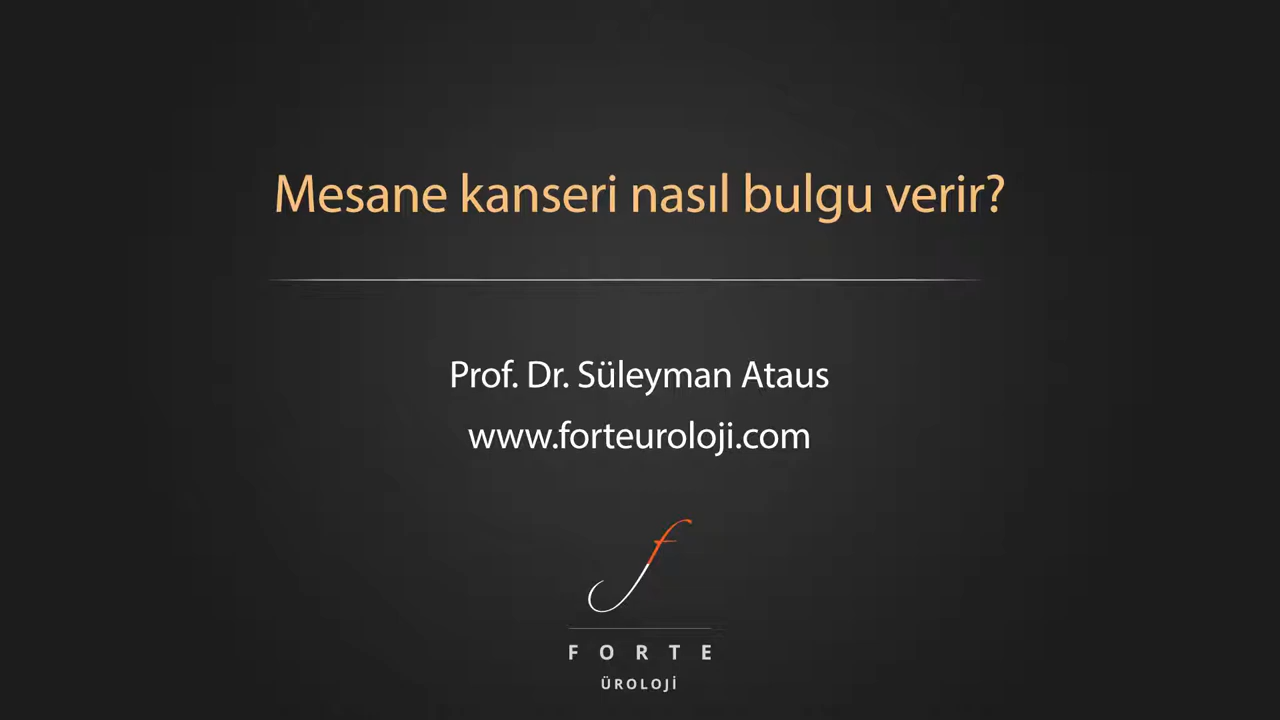 Mesane kanseri nasıl bulgu verir?
Prof. Dr. Süleyman Ataus
www.forteuroloji.com
f
FORTE
ÜROLOJİ